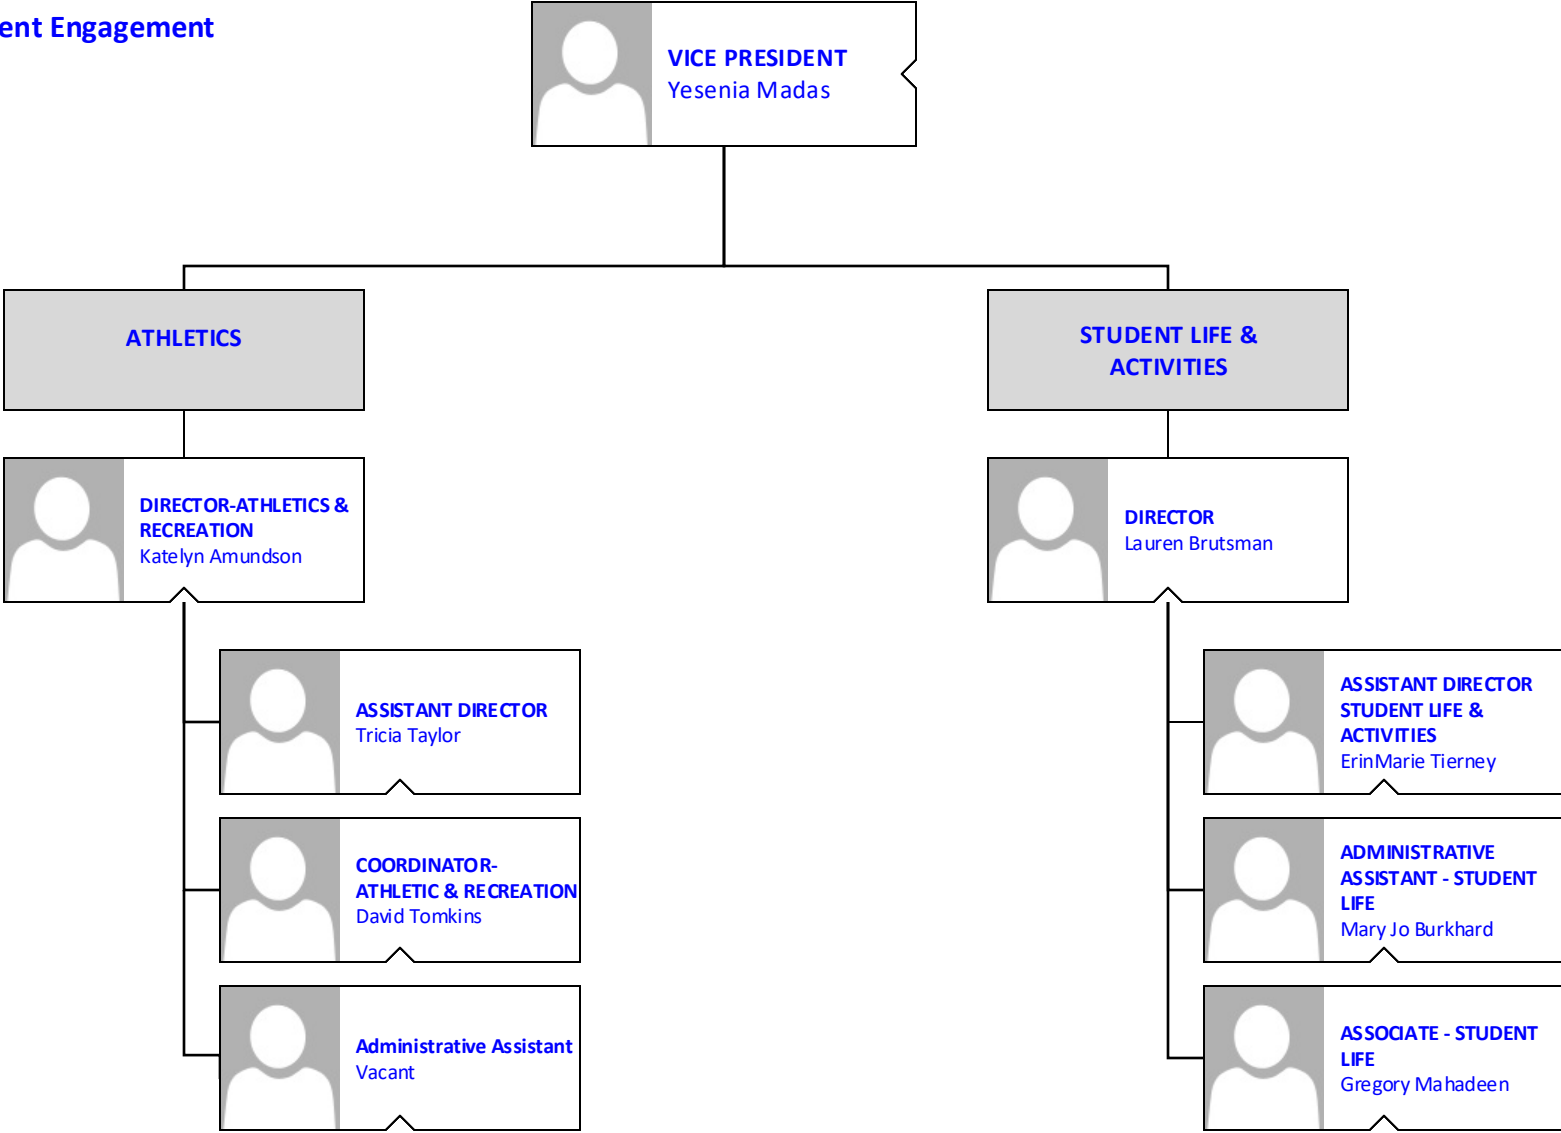 ent Engagement
VICE PRESIDENT
Yesenia Madas
ATHLETICS
STUDENT LIFE &
ACTIVITIES
DIRECTOR-ATHLETICS &
RECREATION
Katelyn Amundson
DIRECTOR
Lauren Brutsman
ASSISTANT DIRECTOR
Tricia Taylor
COORDINATOR-
ATHLETIC & RECREATION
David Tomkins
Administrative Assistant
Vacant
ASSISTANT DIRECTOR
STUDENT LIFE &
ACTIVITIES
ErinMarie Tierney
ADMINISTRATIVE
ASSISTANT - STUDENT
LIFE
Mary Jo Burkhard
ASSOCIATE - STUDENT
LIFE
Gregory Mahadeen